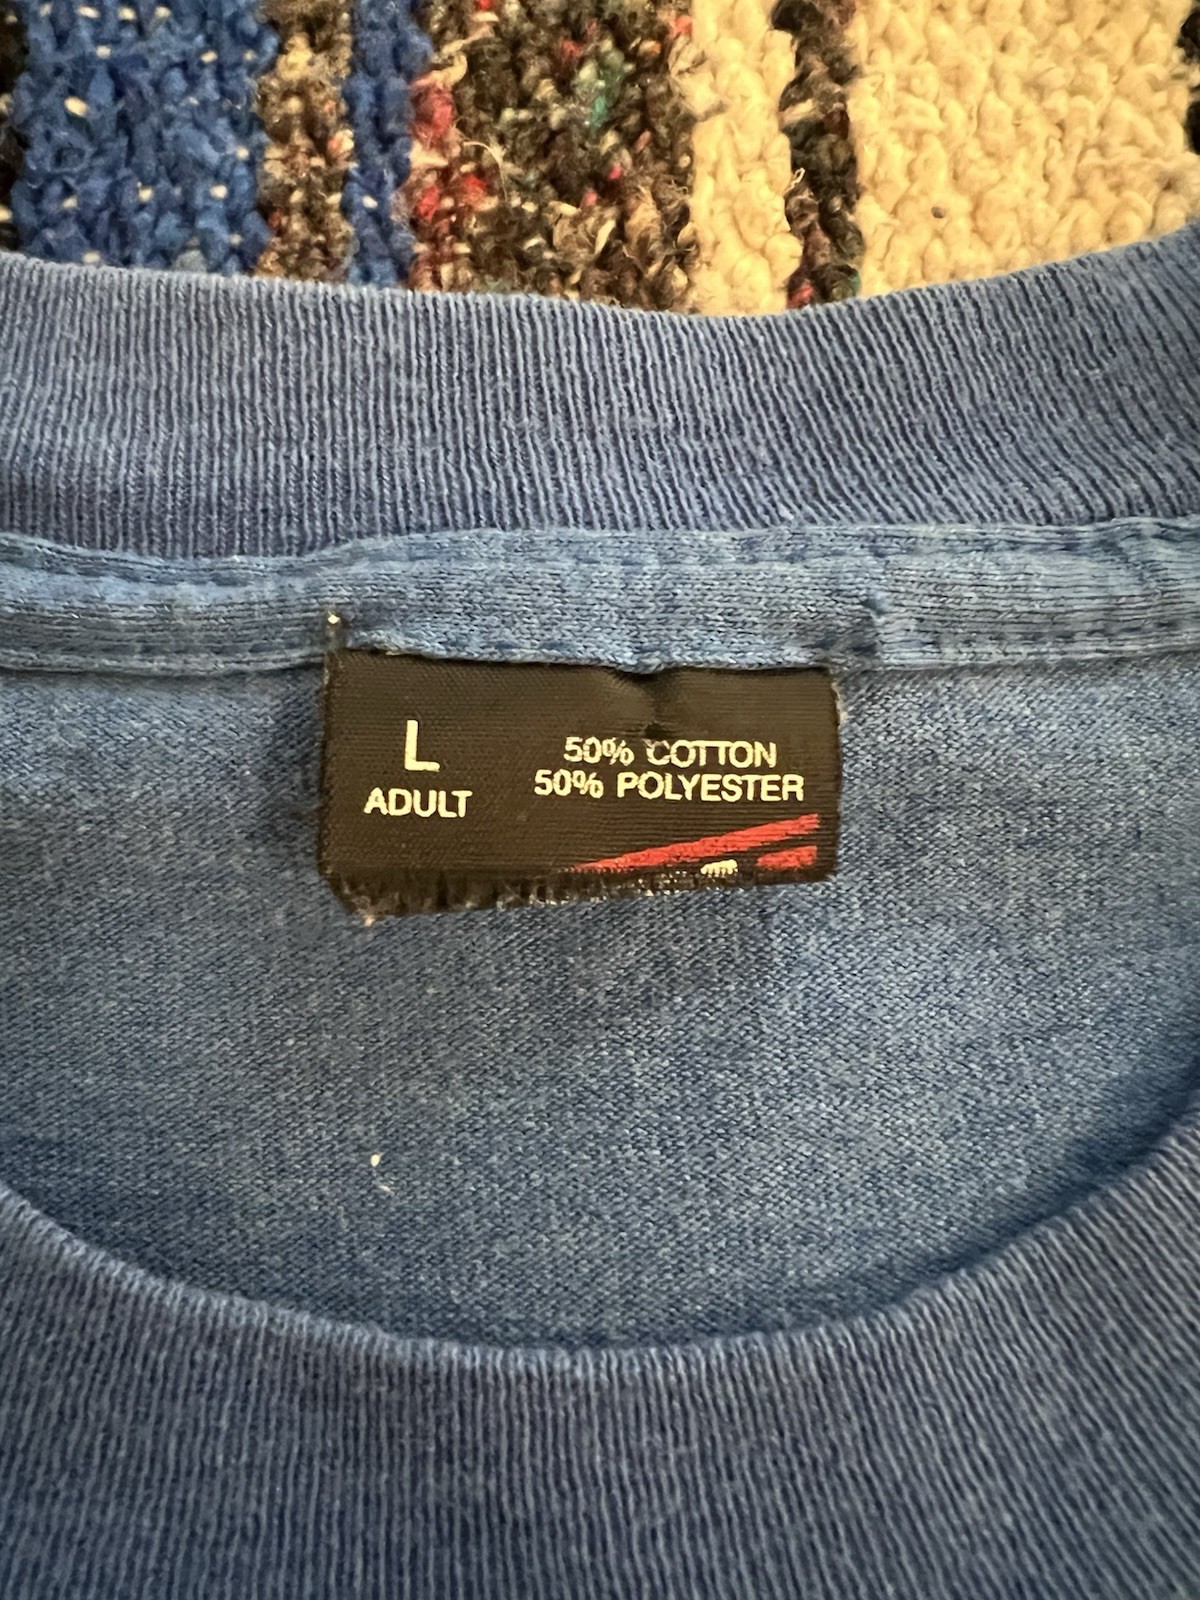 L
ADULT
50% COTTON
50% POLYESTER